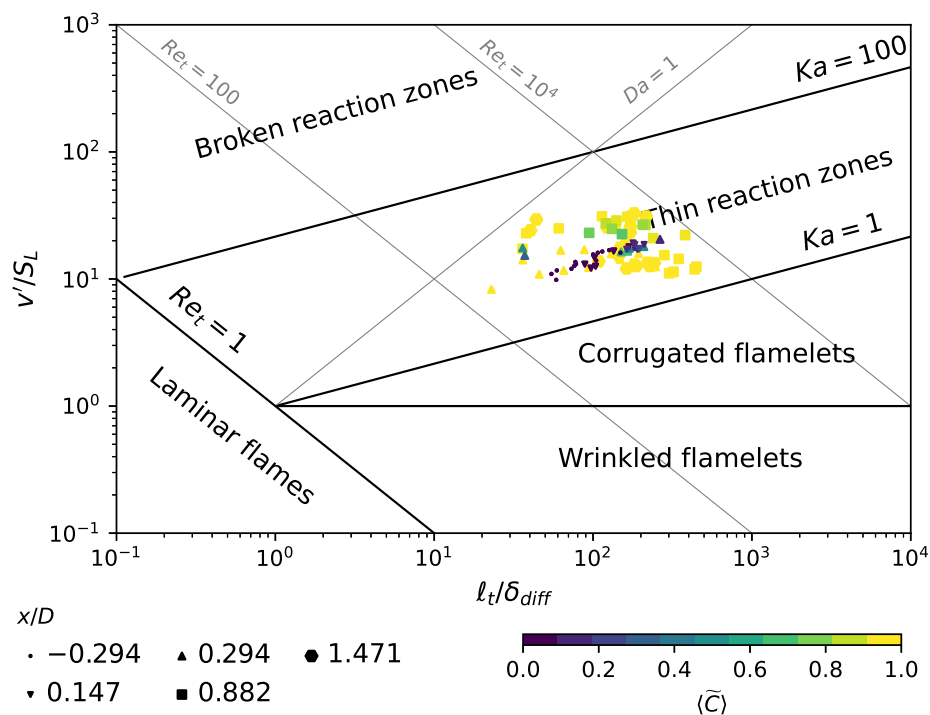 10³
10²
10¹
10⁰
10⁻¹
v′/S_L
Re_t = 100
Re_t = 10⁴
Da = 1
Ka = 100
Broken reaction zones
Thin reaction zones
Ka = 1
Re_t = 1
Corrugated flamelets
Laminar flames
Wrinkled flamelets
10⁻¹ 10⁰ 10¹ 10² 10³ 10⁴
ℓ_t/δ_diff
x/D
−0.294 0.294 1.471
0.147 0.882
0.0 0.2 0.4 0.6 0.8 1.0
⟨C̃⟩